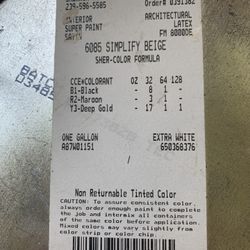 239-596-5585 Order# 0391382
INTERIOR ARCHITECTURAL
SUPER PAINT LATEX
SATIN FM 8000DE
6085 SIMPLIFY BEIGE
SHER-COLOR FORMULA
CCE*COLORANT OZ 32 64 128
B1-Black - 8 1 -
R2-Maroon - 3 1 -
Y3-Deep Gold - 17 1 1
ONE GALLON EXTRA WHITE
A87W01151 650368376
Non Returnable Tinted Color
CAUTION: To assure consistent color,
always order enough paint to complete
the job and intermix all containers
of the same color before application.
Mixed colors may vary slightly from
color strip or color chip.
BATC